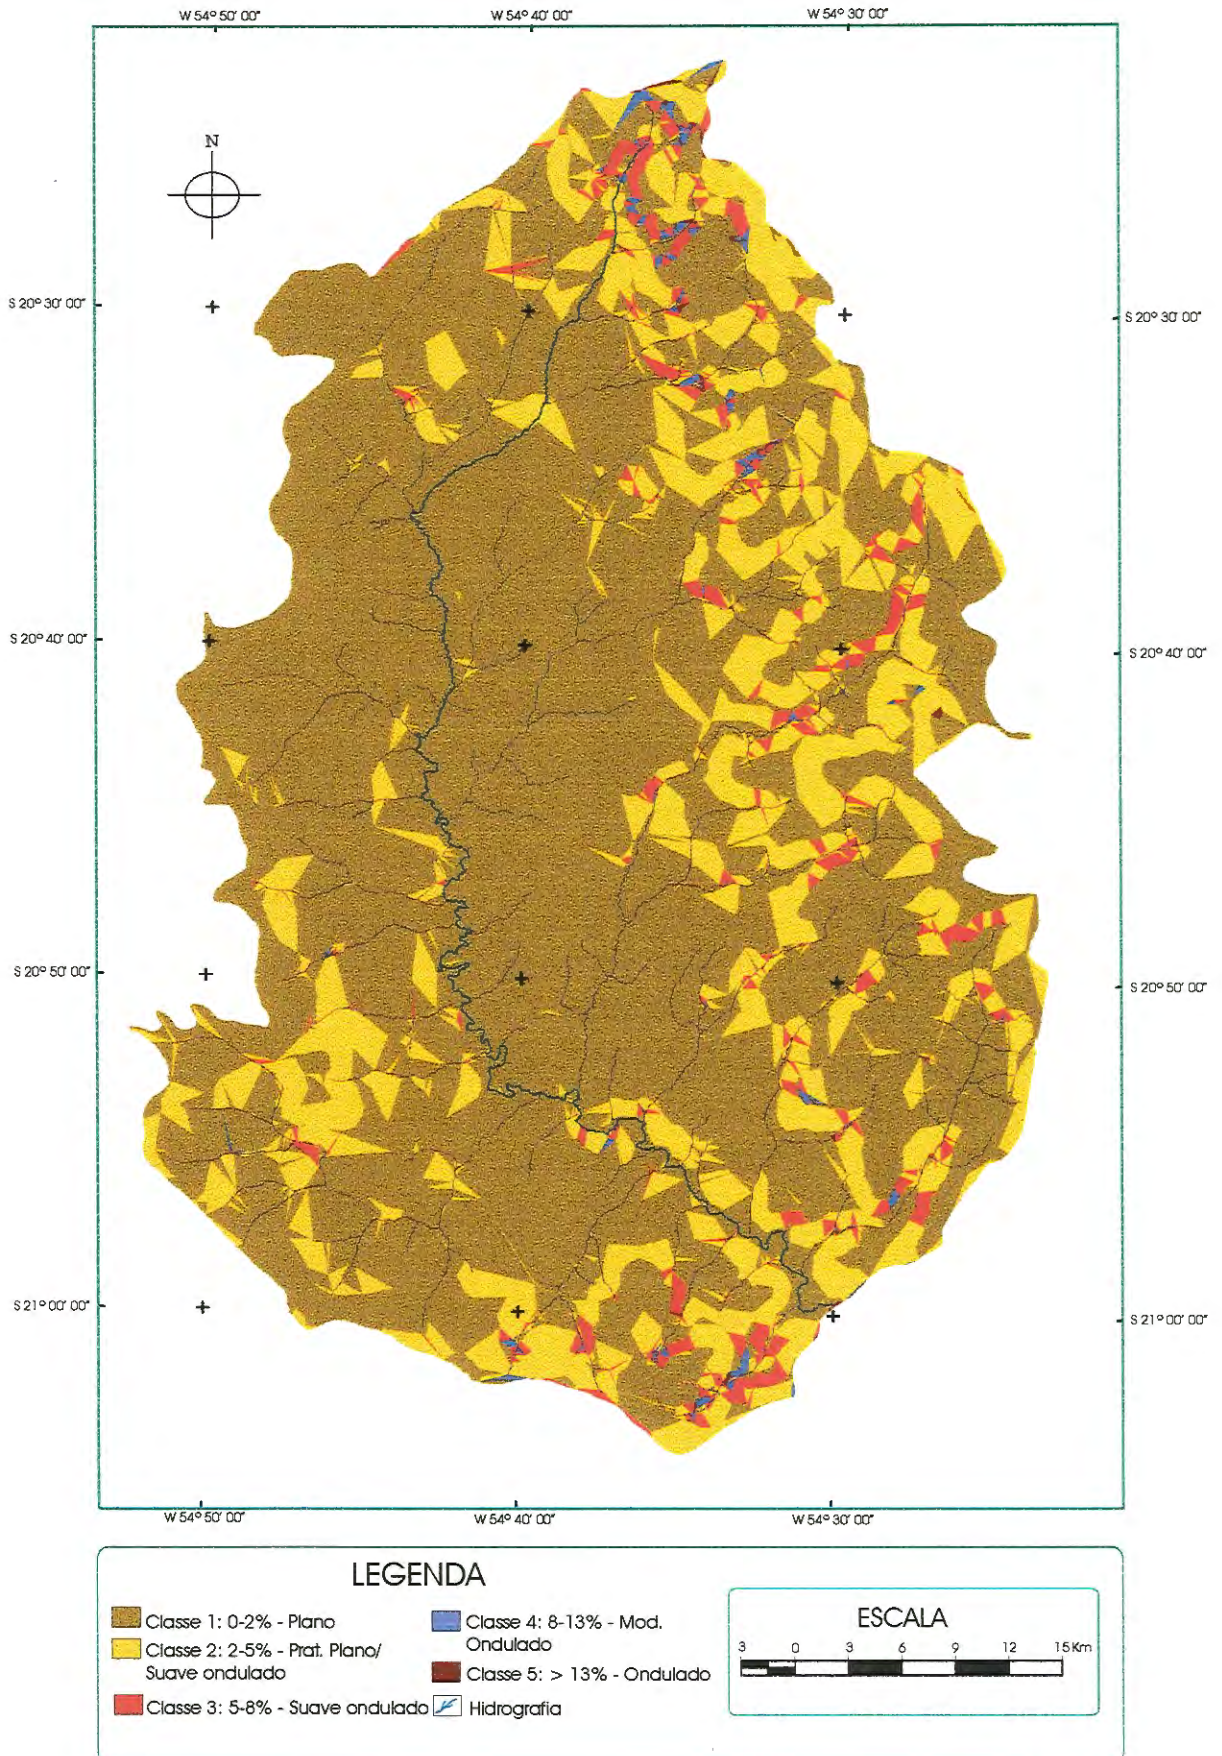 W 54° 50' 00"
W 54° 40' 00"
W 54° 30' 00"
N
S 20° 30' 00"
S 20° 30' 00"
S 20° 40' 00"
S 20° 40' 00"
S 20° 50' 00"
S 20° 50' 00"
S 21° 00' 00"
S 21° 00' 00"
W 54° 50' 00"
W 54° 40' 00"
W 54° 30' 00"
LEGENDA
Classe 1: 0-2% - Plano
Classe 2: 2-5% - Prat. Plano/
Suave ondulado
Classe 3: 5-8% - Suave ondulado
Classe 4: 8-13% - Mod.
Ondulado
Classe 5: > 13% - Ondulado
Hidrografia
ESCALA
3 0 3 6 9 12 15 Km